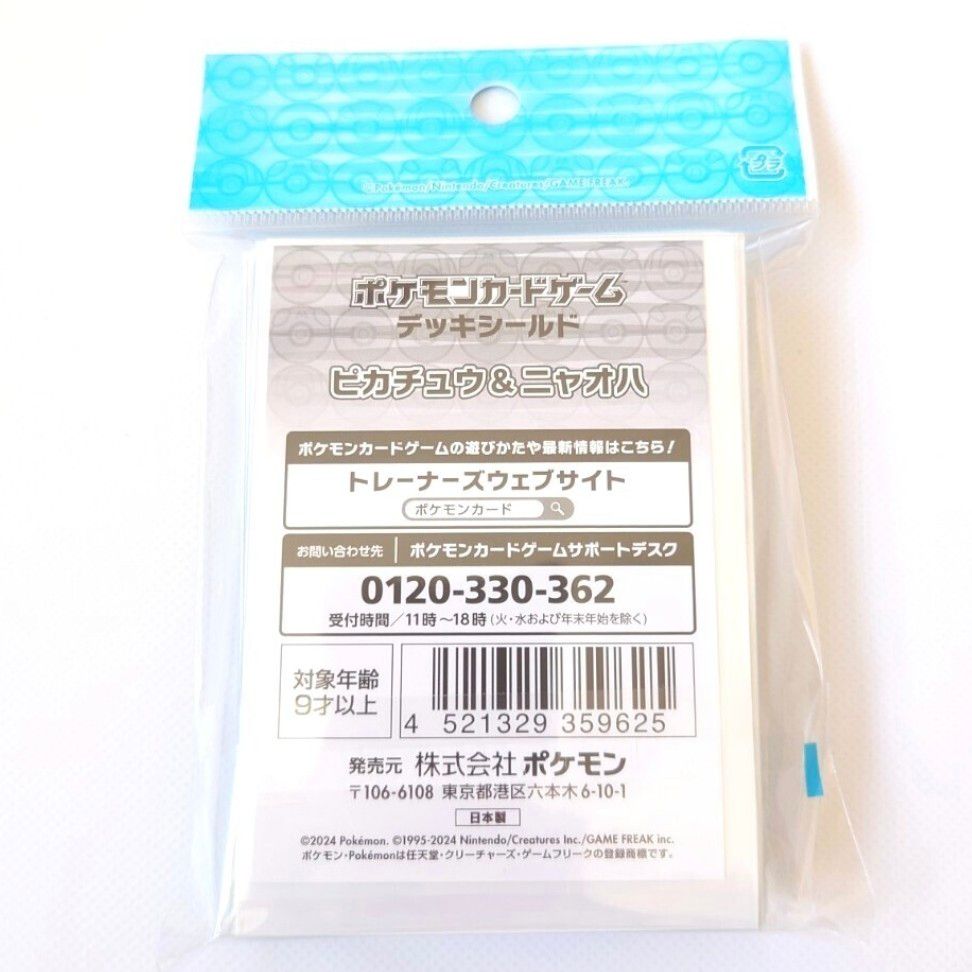 プラ
©Pokémon/Nintendo/Creatures/GAME FREAK
ポケモンカードゲーム
デッキシールド
ピカチュウ&ニャオハ
ポケモンカードゲームの遊びかたや最新情報はこちら!
トレーナーズウェブサイト
ポケモンカード
お問い合わせ先 ポケモンカードゲームサポートデスク
0120-330-362
受付時間/11時〜18時(火・水および年末年始を除く)
対象年齢
9才以上
4 521329 359625
発売元 株式会社 ポケモン
〒106-6108 東京都港区六本木6-10-1
日本製
©2024 Pokémon. ©1995-2024 Nintendo/Creatures Inc./GAME FREAK inc.
ポケモン・Pokémonは任天堂・クリーチャーズ・ゲームフリークの登録商標です。